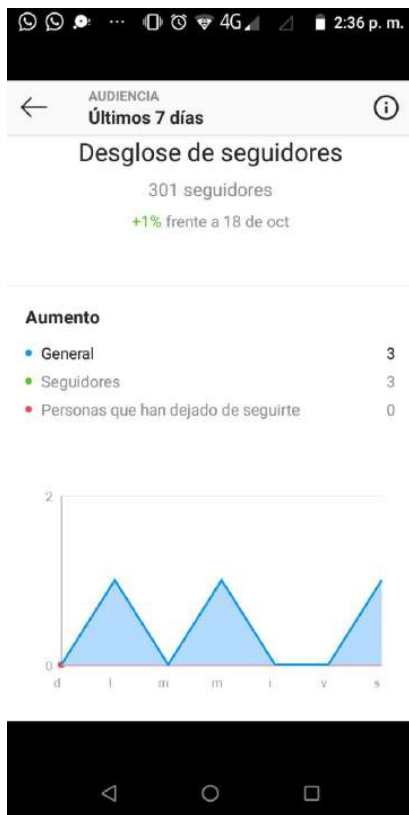 4G 2:36 p. m.
AUDIENCIA
Últimos 7 días
Desglose de seguidores
301 seguidores
+1% frente a 18 de oct
Aumento
General 3
Seguidores 3
Personas que han dejado de seguirte 0
2
0
d l m m j v s